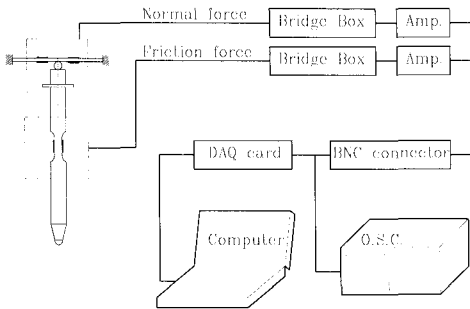 Normal force
Bridge Box
Amp.
Friction force
Bridge Box
Amp.
DAQ card
BNC connector
Computer
O.S.C.